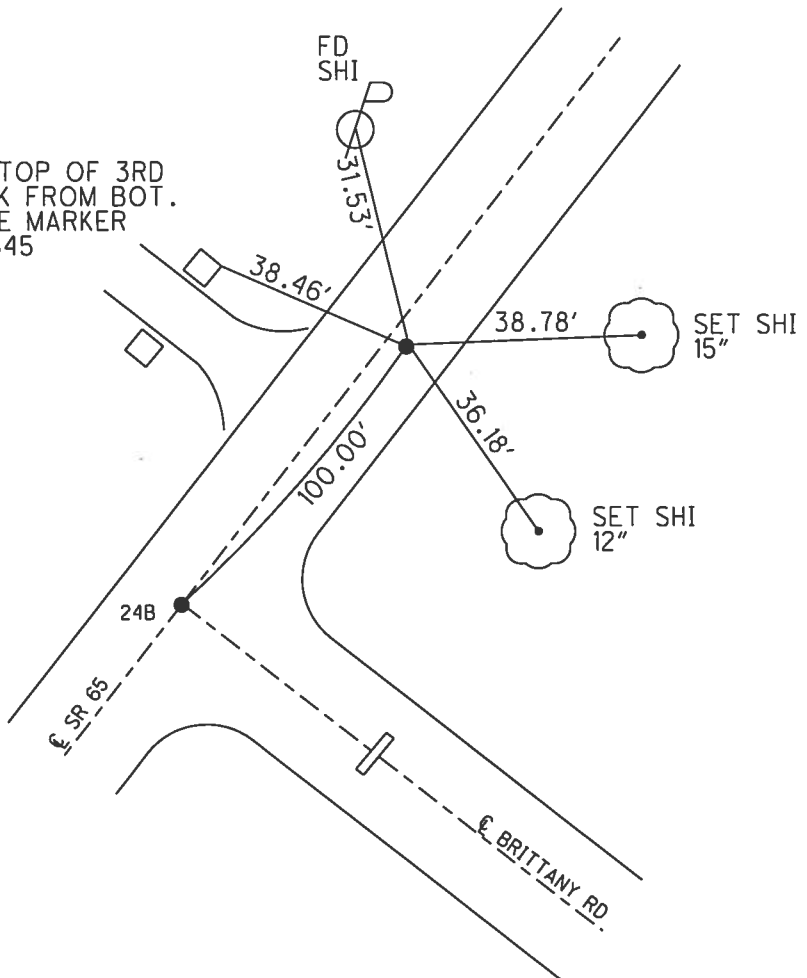 FD
SHI
TOP OF 3RD
FROM BOT.
MARKER
31.53'
38.46'
38.78'
SET SHI
15"
36.18'
100.00'
SET SHI
12"
24B
℄ SR 65
℄ BRITTANY RD